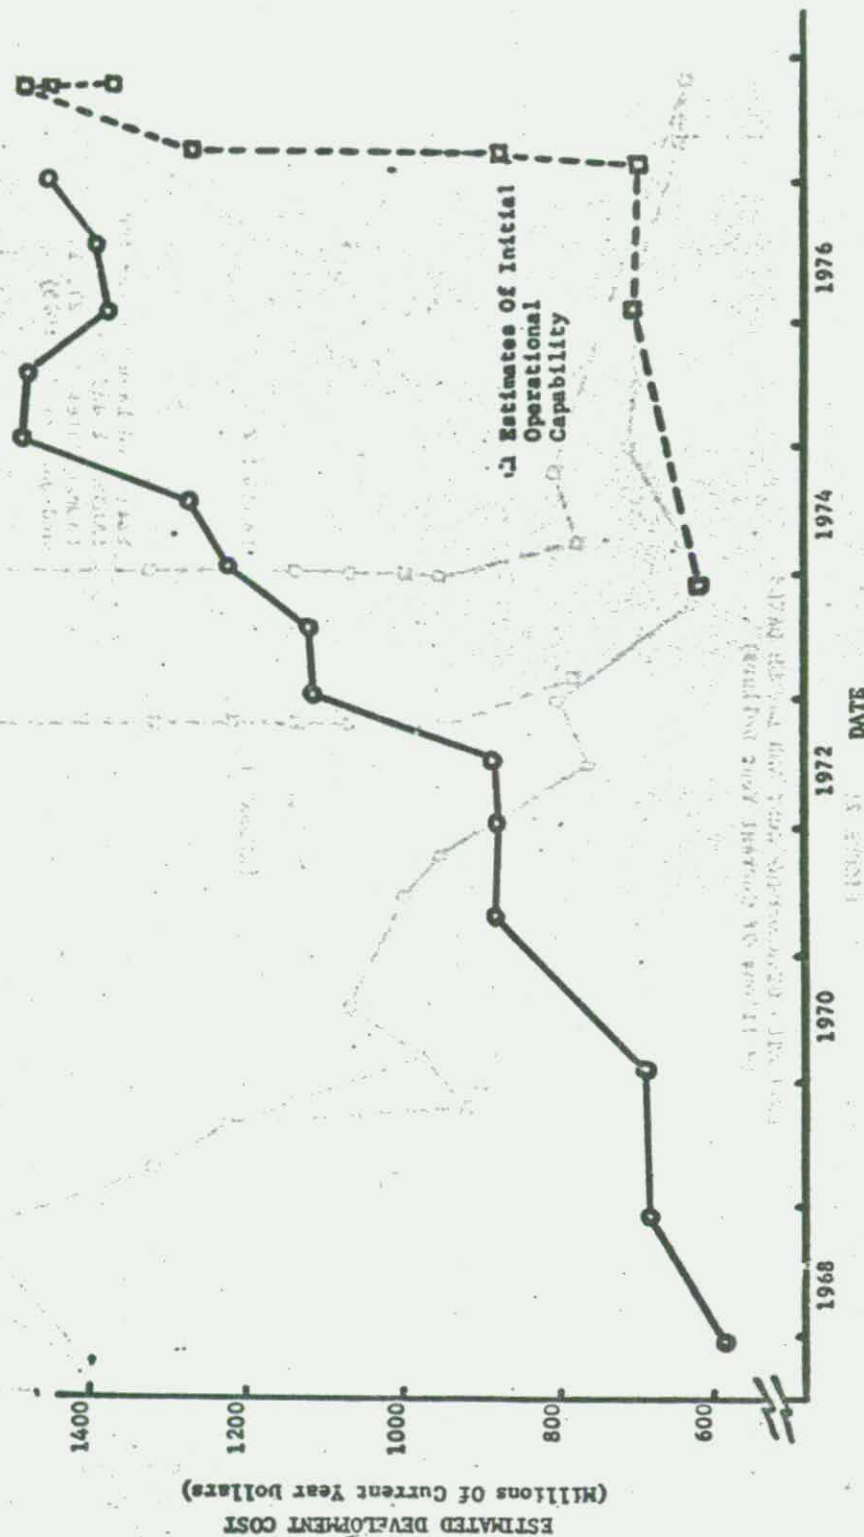 ESTIMATED DEVELOPMENT COST
(Millions Of Current Year Dollars)
1400
1200
1000
800
600
Estimates Of Initial
Operational
Capability
1968
1970
1972
1974
1976
DATE